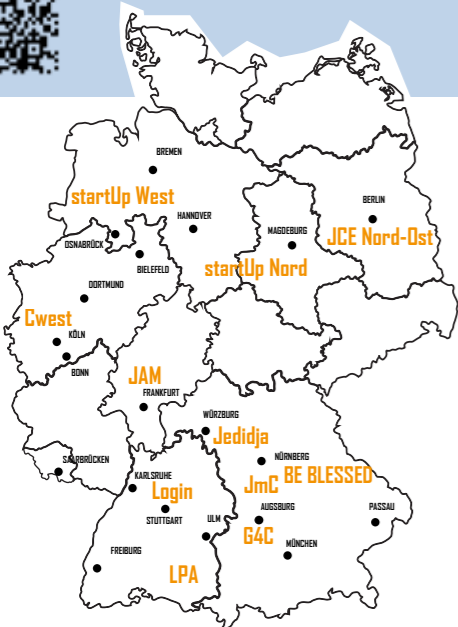 BREMEN
startUp West
HANNOVER
BERLIN
OSNABRÜCK
MAGDEBURG
JCE Nord-Ost
BIELEFELD
startUp Nord
DORTMUND
Cwest
KÖLN
BONN
JAM
FRANKFURT
WÜRZBURG
Jedidja
SAARBRÜCKEN
NÜRNBERG
BE BLESSED
KARLSRUHE
JmC
Login
AUGSBURG
PASSAU
STUTTGART
ULM
G4C
MÜNCHEN
FREIBURG
LPA